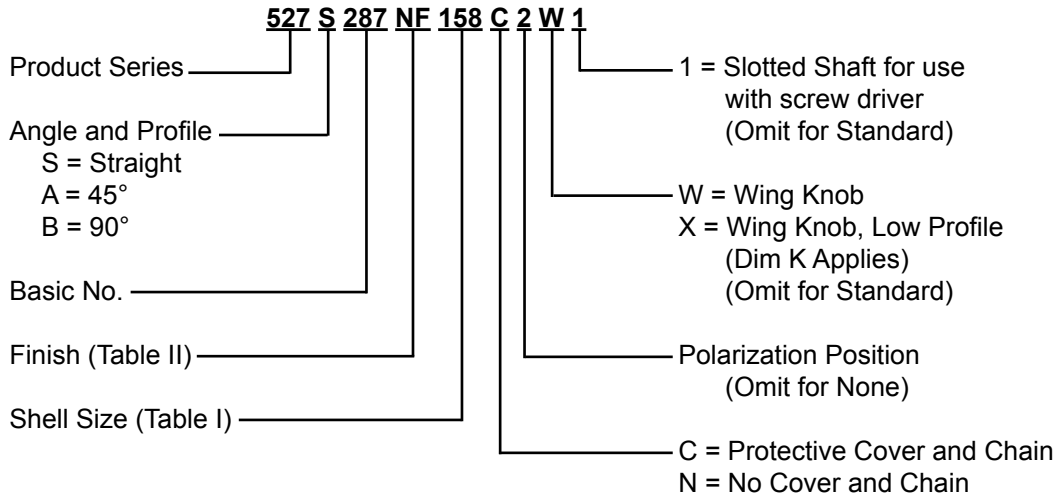 527 S 287 NF 158 C 2 W 1
Product Series
Angle and Profile
S = Straight
A = 45°
B = 90°
Basic No.
Finish (Table II)
Shell Size (Table I)
1 = Slotted Shaft for use
with screw driver
(Omit for Standard)
W = Wing Knob
X = Wing Knob, Low Profile
(Dim K Applies)
(Omit for Standard)
Polarization Position
(Omit for None)
C = Protective Cover and Chain
N = No Cover and Chain